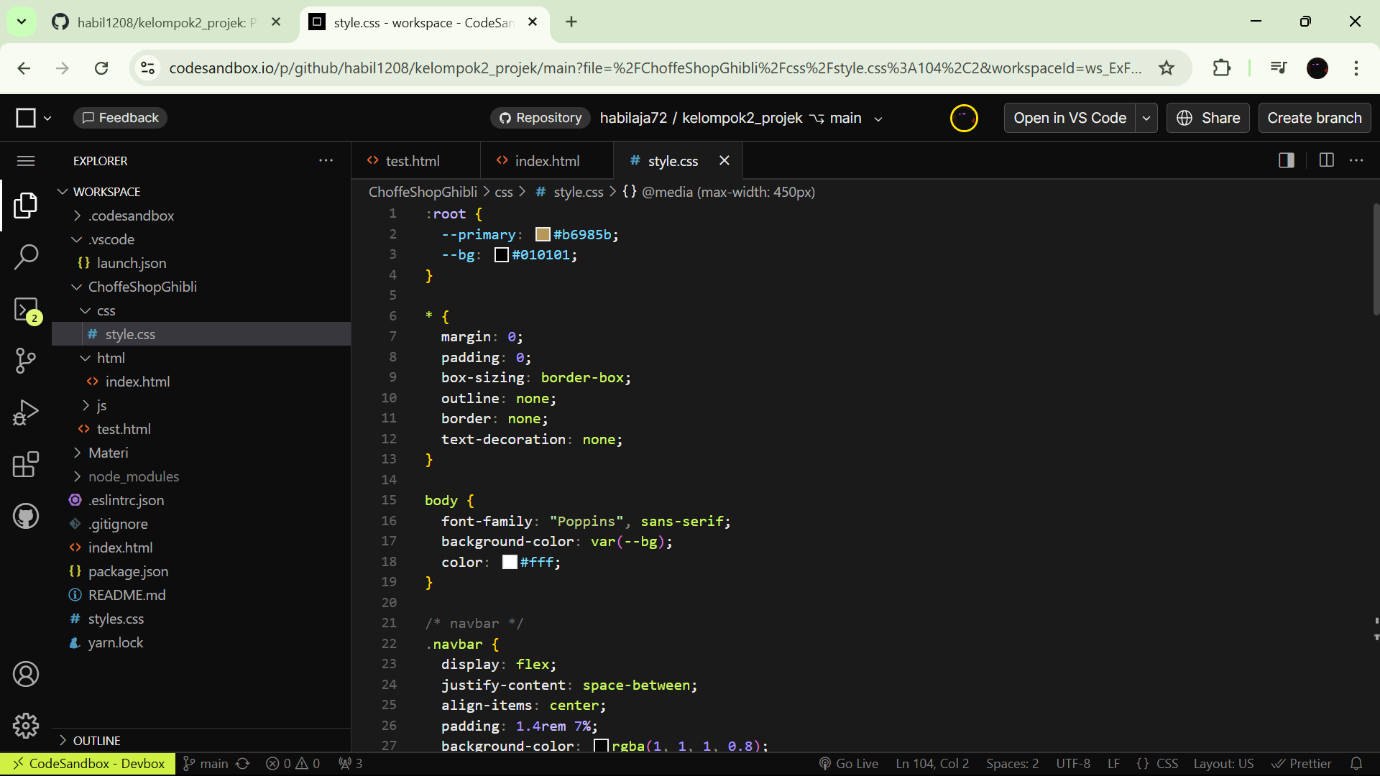 habil1208/kelompok2_projek: P
style.css - workspace - CodeSan
codesandbox.io/p/github/habil1208/kelompok2_projek/main?file=%2FChoffeShopGhibli%2Fcss%2Fstyle.css%3A104%2C2&workspaceId=ws_ExF...
Feedback
Repository
habilaja72 / kelompok2_projek main
Open in VS Code
Share
Create branch
EXPLORER
WORKSPACE
.codesandbox
.vscode
launch.json
ChoffeShopGhibli
css
style.css
html
index.html
js
test.html
Materi
node_modules
.eslintrc.json
.gitignore
index.html
package.json
README.md
styles.css
yarn.lock
OUTLINE
2
test.html
index.html
# style.css
ChoffeShopGhibli > css > # style.css > {} @media (max-width: 450px)
1 :root {
2 --primary: #b6985b;
3 --bg: #010101;
4 }
5
6 * {
7 margin: 0;
8 padding: 0;
9 box-sizing: border-box;
10 outline: none;
11 border: none;
12 text-decoration: none;
13 }
14
15 body {
16 font-family: "Poppins", sans-serif;
17 background-color: var(--bg);
18 color: #fff;
19 }
20
21 /* navbar */
22 .navbar {
23 display: flex;
24 justify-content: space-between;
25 align-items: center;
26 padding: 1.4rem 7%;
27 background-color: rgba(1, 1, 1, 0.8);
CodeSandbox - Devbox
main
0 0
3
Go Live
Ln 104, Col 2
Spaces: 2
UTF-8
LF
{} CSS
Layout: US
Prettier